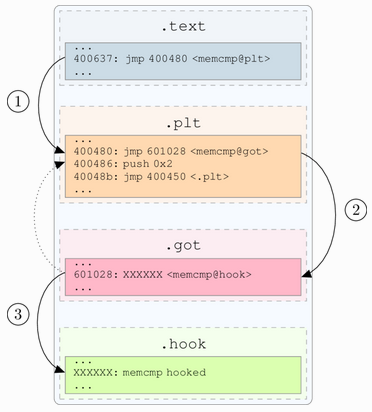 .text
...
400637: jmp 400480 <memcmp@plt>
...
1
.plt
...
400480: jmp 601028 <memcmp@got>
400486: push 0x2
40048b: jmp 400450 <.plt>
...
2
.got
...
601028: XXXXXX <memcmp@hook>
...
3
.hook
...
XXXXXX: memcmp hooked
...